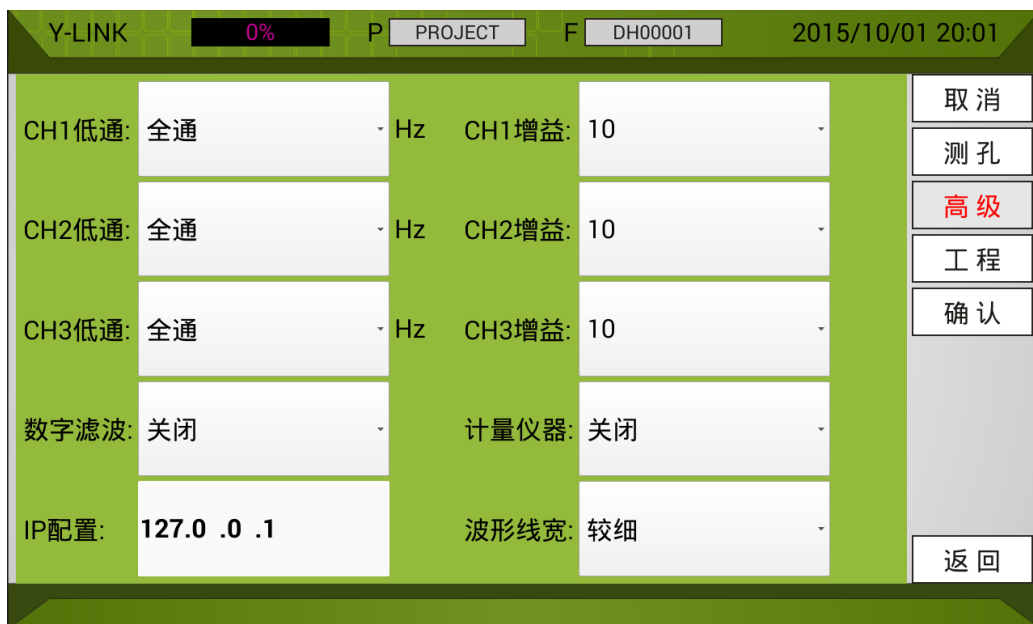 Y-LINK 0% P PROJECT F DH00001 2015/10/01 20:01
CH1低通: 全通 Hz CH1增益: 10
CH2低通: 全通 Hz CH2增益: 10
CH3低通: 全通 Hz CH3增益: 10
数字滤波: 关闭 计量仪器: 关闭
IP配置: 127.0 .0 .1 波形线宽: 较细
取 消
测 孔
高 级
工 程
确 认
返 回